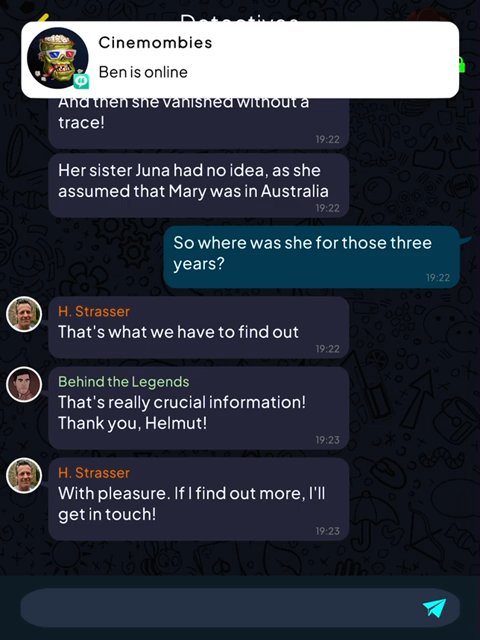 Detectives
Cinemombies
Ben is online
And then she vanished without a
trace!
19:22
Her sister Juna had no idea, as she
assumed that Mary was in Australia
19:22
So where was she for those three
years?
19:22
H. Strasser
That's what we have to find out
19:22
Behind the Legends
That's really crucial information!
Thank you, Helmut!
19:23
H. Strasser
With pleasure. If I find out more, I'll
get in touch!
19:23